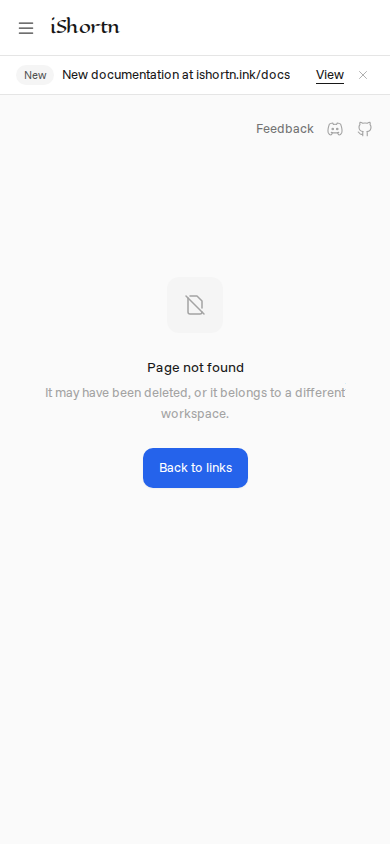 iShortn
New New documentation at ishortn.ink/docs View
Feedback
Page not found
It may have been deleted, or it belongs to a different
workspace.
Back to links